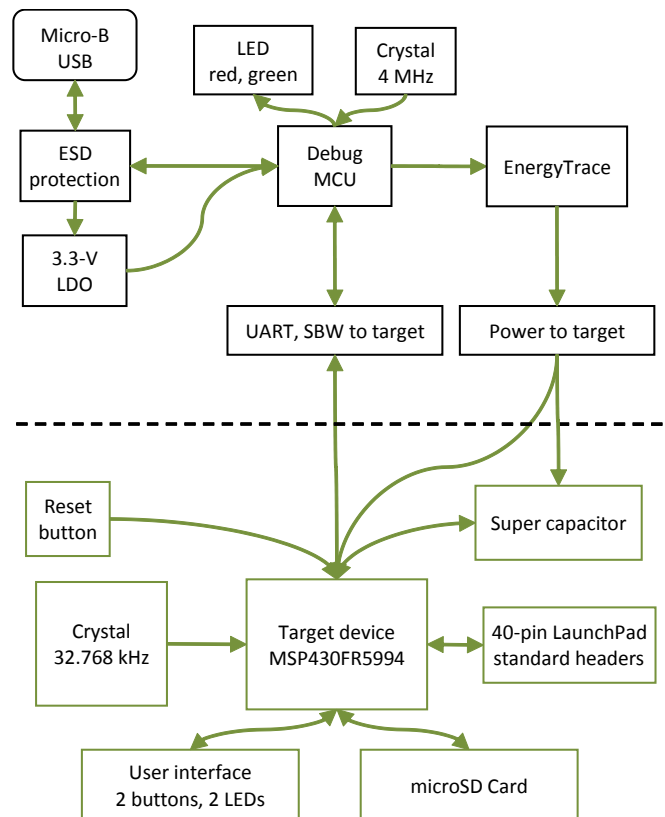 Micro-B
USB
LED
red, green
Crystal
4 MHz
ESD
protection
Debug
MCU
EnergyTrace
3.3-V
LDO
UART, SBW to target
Power to target
Reset
button
Super capacitor
Crystal
32.768 kHz
Target device
MSP430FR5994
40-pin LaunchPad
standard headers
User interface
2 buttons, 2 LEDs
microSD Card